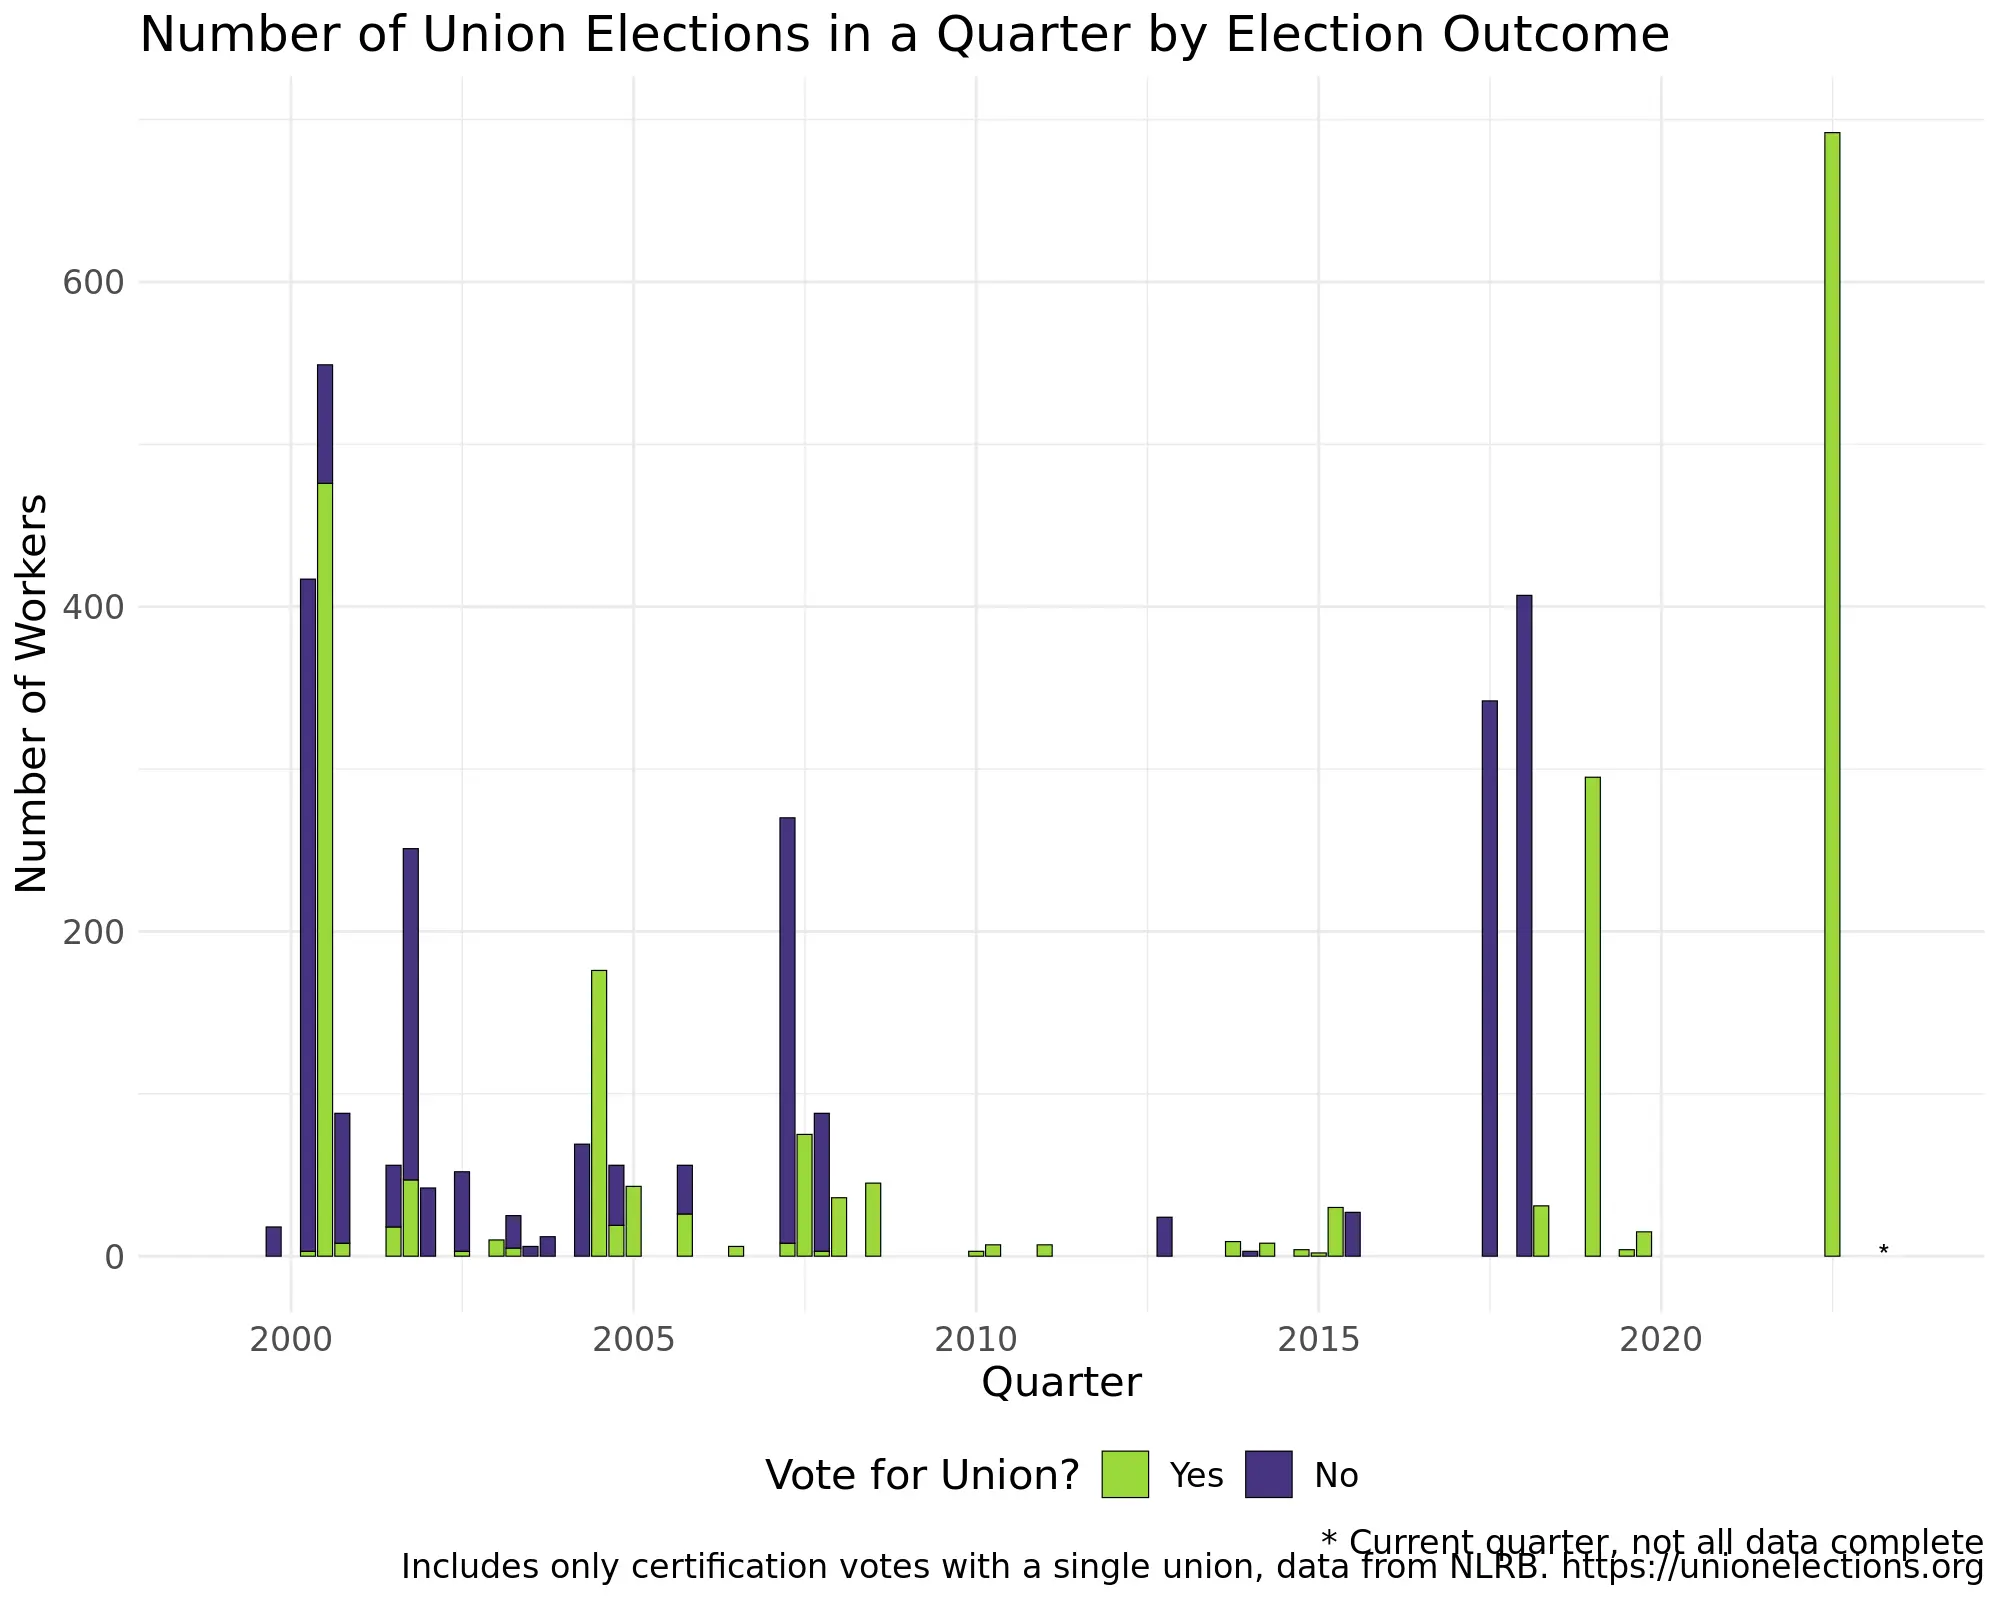 Number of Union Elections in a Quarter by Election Outcome
Number of Workers
600
400
200
0
*
2000 2005 2010 2015 2020
Quarter
Vote for Union? Yes No
* Current quarter, not all data complete
Includes only certification votes with a single union, data from NLRB. https://unionelections.org